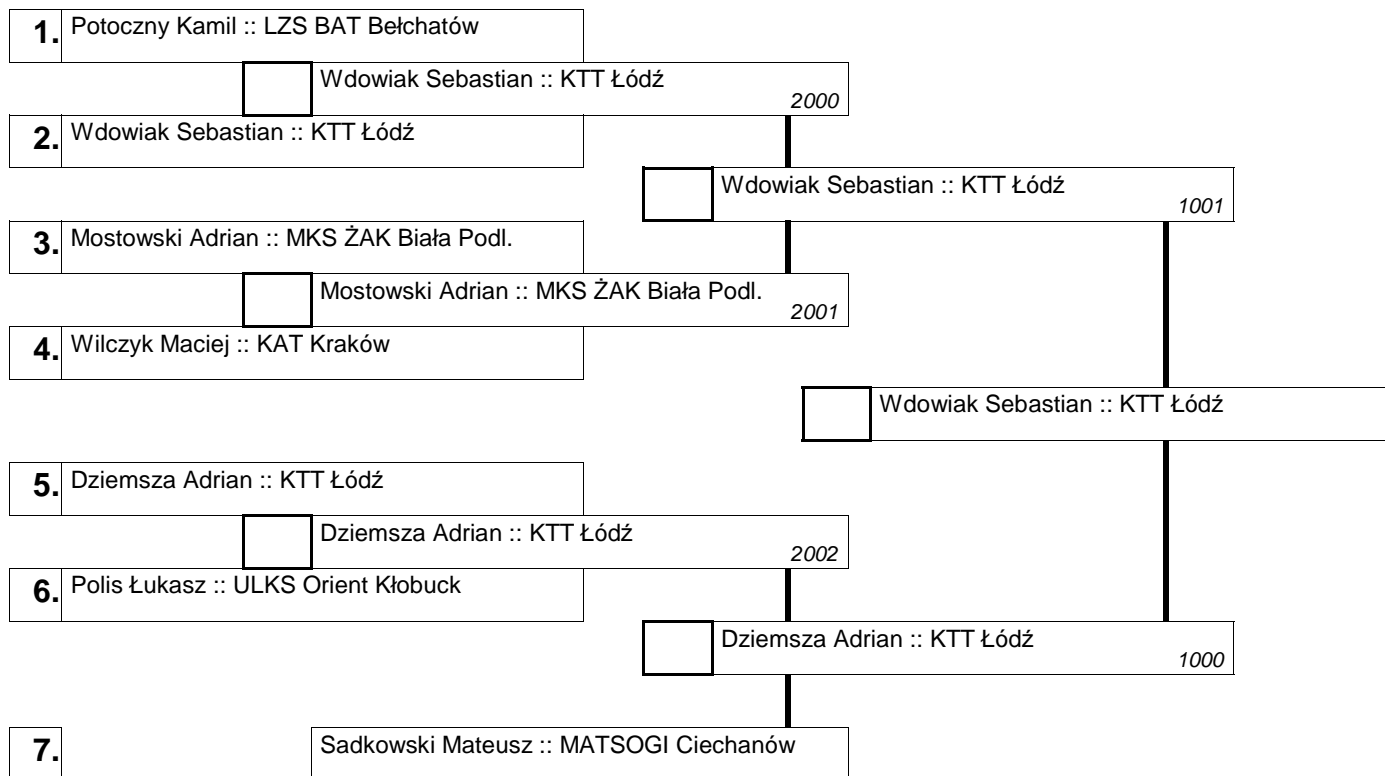 1. Potoczny Kamil :: LZS BAT Bełchatów
Wdowiak Sebastian :: KTT Łódź
2000
2. Wdowiak Sebastian :: KTT Łódź
Wdowiak Sebastian :: KTT Łódź
1001
3. Mostowski Adrian :: MKS ŻAK Biała Podl.
Mostowski Adrian :: MKS ŻAK Biała Podl.
2001
4. Wilczyk Maciej :: KAT Kraków
Wdowiak Sebastian :: KTT Łódź
5. Dziemsza Adrian :: KTT Łódź
Dziemsza Adrian :: KTT Łódź
2002
6. Polis Łukasz :: ULKS Orient Kłobuck
Dziemsza Adrian :: KTT Łódź
1000
7. Sadkowski Mateusz :: MATSOGI Ciechanów